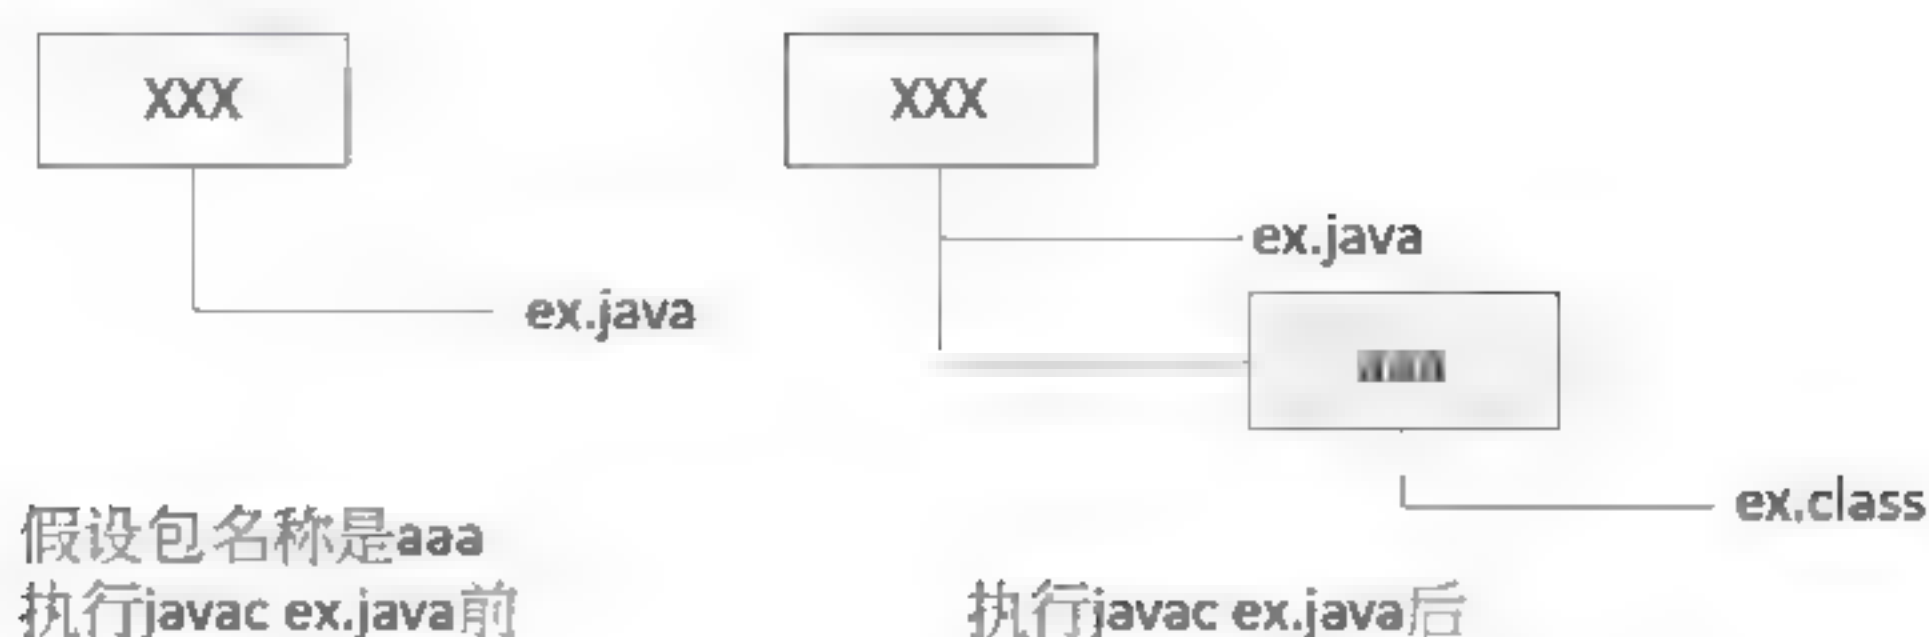 XXX
XXX
ex.java
ex.java
ex.class
假设包名称是aaa
执行javac ex.java前
执行javac ex.java后